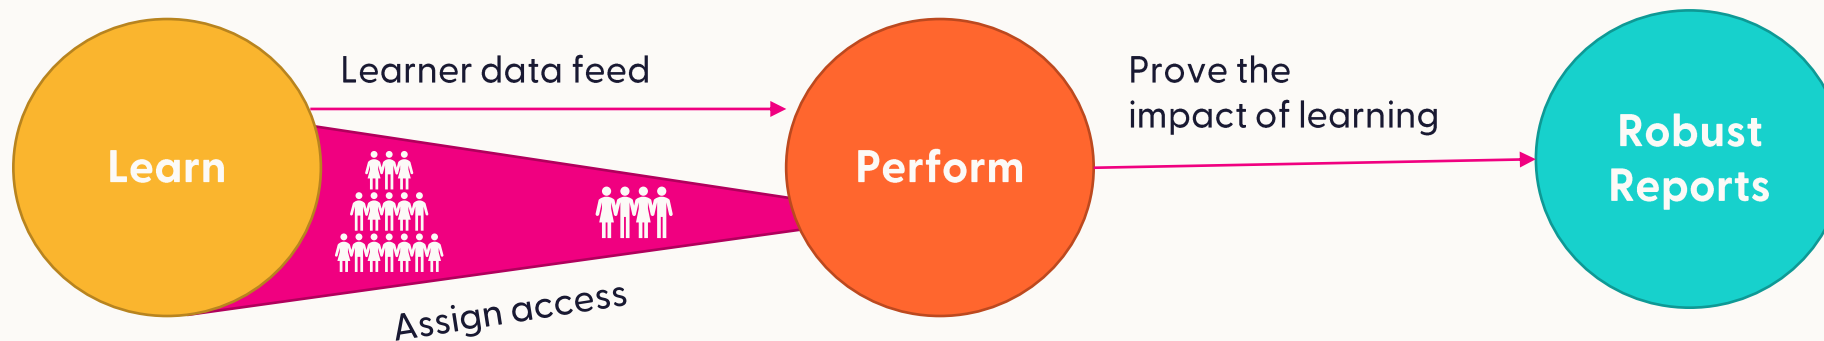 Learn
Learner data feed
Assign access
Perform
Prove the
impact of learning
Robust
Reports